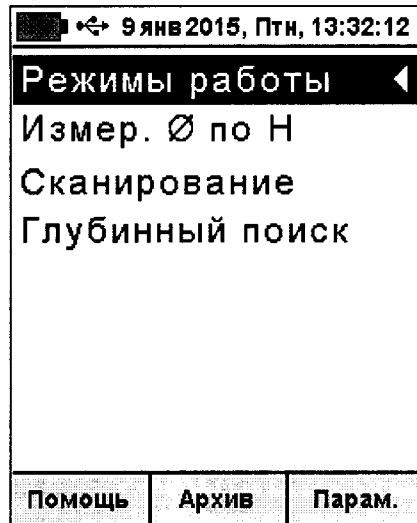 9 янв 2015, Птн, 13:32:12
Режимы работы
Измер. Ø по Н
Сканирование
Глубинный поиск
Помощь Архив Парам.